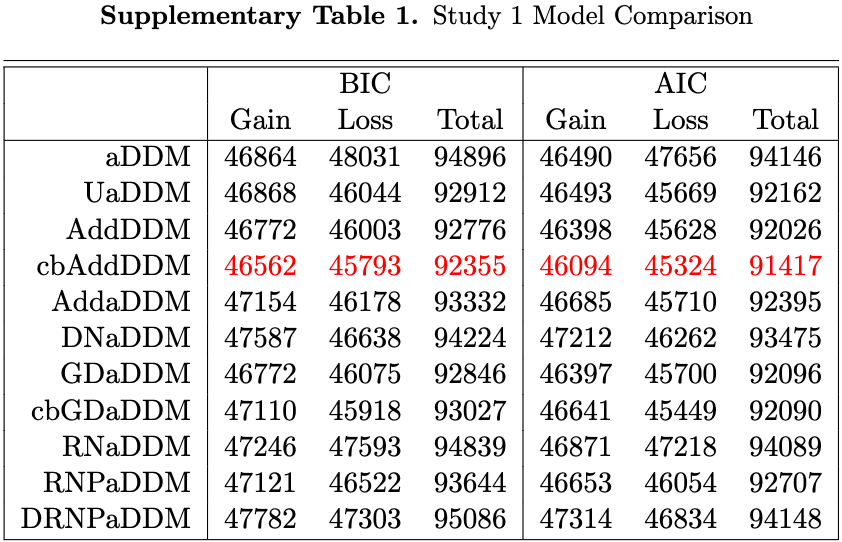 Supplementary Table 1. Study 1 Model Comparison
BIC AIC
Gain Loss Total Gain Loss Total
aDDM 46864 48031 94896 46490 47656 94146
UaDDM 46868 46044 92912 46493 45669 92162
AddDDM 46772 46003 92776 46398 45628 92026
cbAddDDM 46562 45793 92355 46094 45324 91417
AddaDDM 47154 46178 93332 46685 45710 92395
DNaDDM 47587 46638 94224 47212 46262 93475
GDaDDM 46772 46075 92846 46397 45700 92096
cbGDaDDM 47110 45918 93027 46641 45449 92090
RNaDDM 47246 47593 94839 46871 47218 94089
RNPaDDM 47121 46522 93644 46653 46054 92707
DRNPaDDM 47782 47303 95086 47314 46834 94148